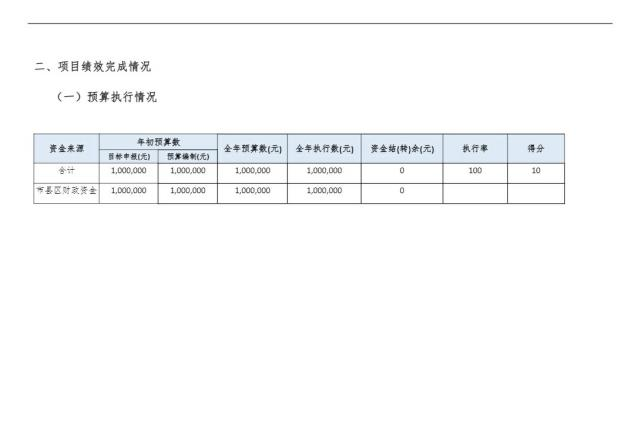 二、项目绩效完成情况
（一）预算执行情况
资金来源 年初预算数 全年预算数(元) 全年执行数(元) 资金结(转)余(元) 执行率 得分
目标申报(元) 预算编制(元)
合计 1,000,000 1,000,000 1,000,000 1,000,000 0 100 10
市县区财政资金 1,000,000 1,000,000 1,000,000 1,000,000 0